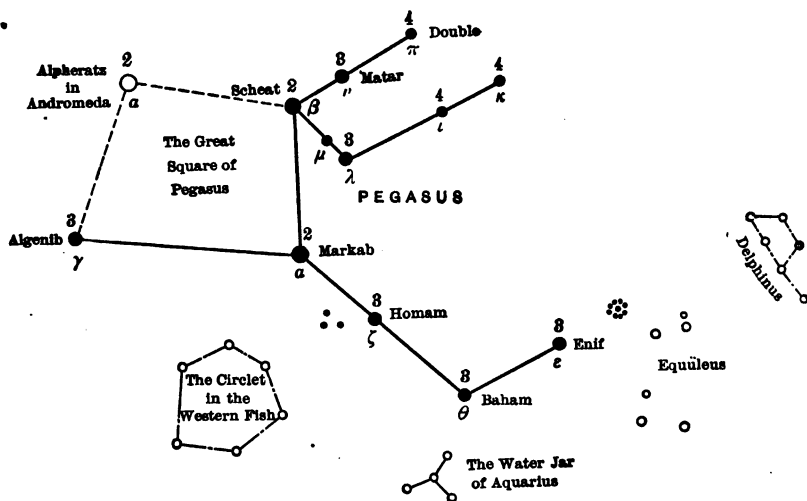 4
Double
π
3
Matar
η
4
κ
4
ι
2
Alpheratz
in
Andromeda
α
Scheat 2
β
μ
3
λ
The Great
Square of
Pegasus
PEGASUS
3
Algenib
γ
2
Markab
α
3
Homam
ζ
3
Enif
ε
3
Baham
θ
Delphinus
Equüleus
The Circlet
in the
Western Fish
The Water Jar
of Aquarius